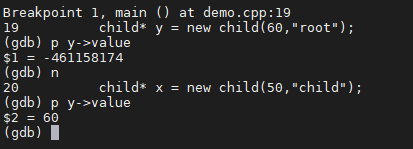 Breakpoint 1, main () at demo.cpp:19
19          child* y = new child(60,"root");
(gdb) p y->value
$1 = -461158174
(gdb) n
20          child* x = new child(50,"child");
(gdb) p y->value
$2 = 60
(gdb)